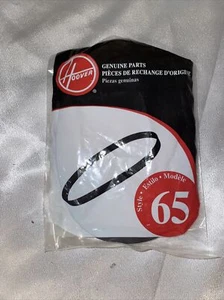 HOOVER
GENUINE PARTS
PIÈCES DE RECHANGE D'ORIGINE
Piezas genuinas
Style • Estilo • Modèle
65